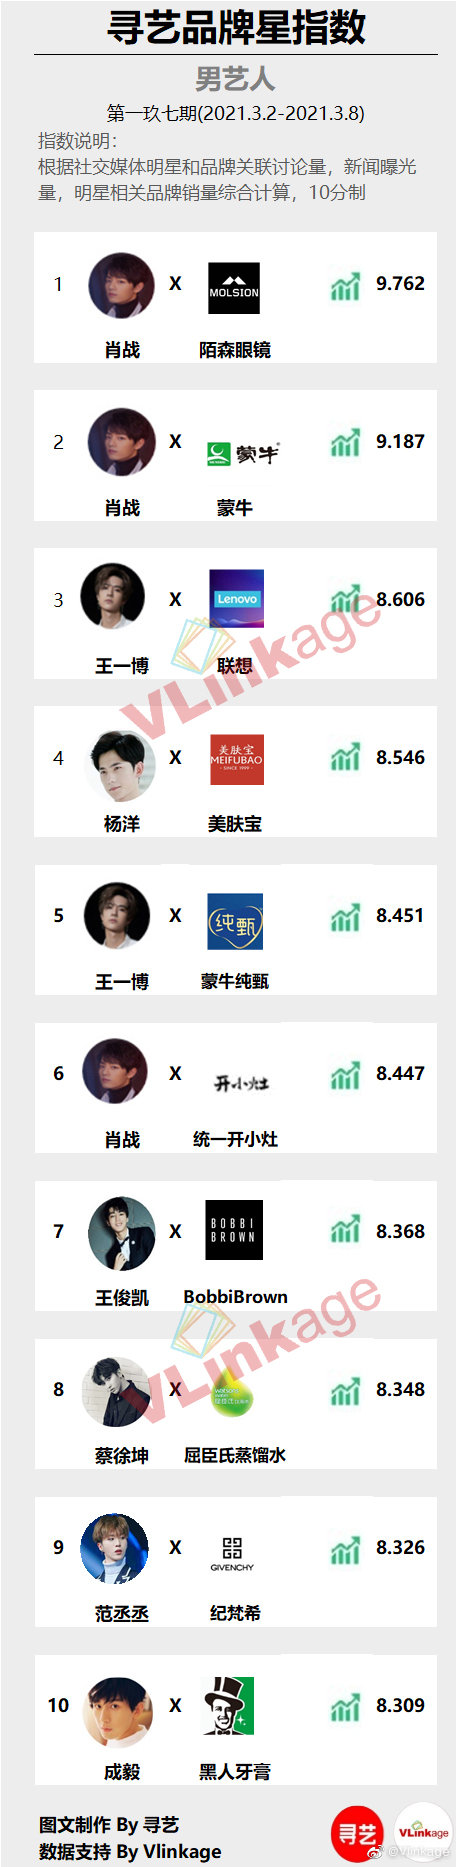 寻艺品牌星指数
男艺人
第一玖七期(2021.3.2-2021.3.8)
指数说明：
根据社交媒体明星和品牌关联讨论量，新闻曝光
量，明星相关品牌销量综合计算，10分制
1 X MOLSION 9.762
肖战 陌森眼镜
2 X 蒙牛 9.187
肖战 蒙牛
3 X Lenovo 8.606
王一博 联想
VLinkage
4 X 美肤宝 MEIFUBAO SINCE 1999 8.546
杨洋 美肤宝
5 X 纯甄 8.451
王一博 蒙牛纯甄
6 X 开小灶 8.447
肖战 统一开小灶
7 X BOBBI BROWN 8.368
王俊凯 BobbiBrown
VLinkage
8 X watsons water 8.348
蔡徐坤 屈臣氏蒸馏水
9 X GIVENCHY 8.326
范丞丞 纪梵希
10 X 8.309
成毅 黑人牙膏
图文制作 By 寻艺
数据支持 By Vlinkage
寻艺
VLinkage
@Vlinkage